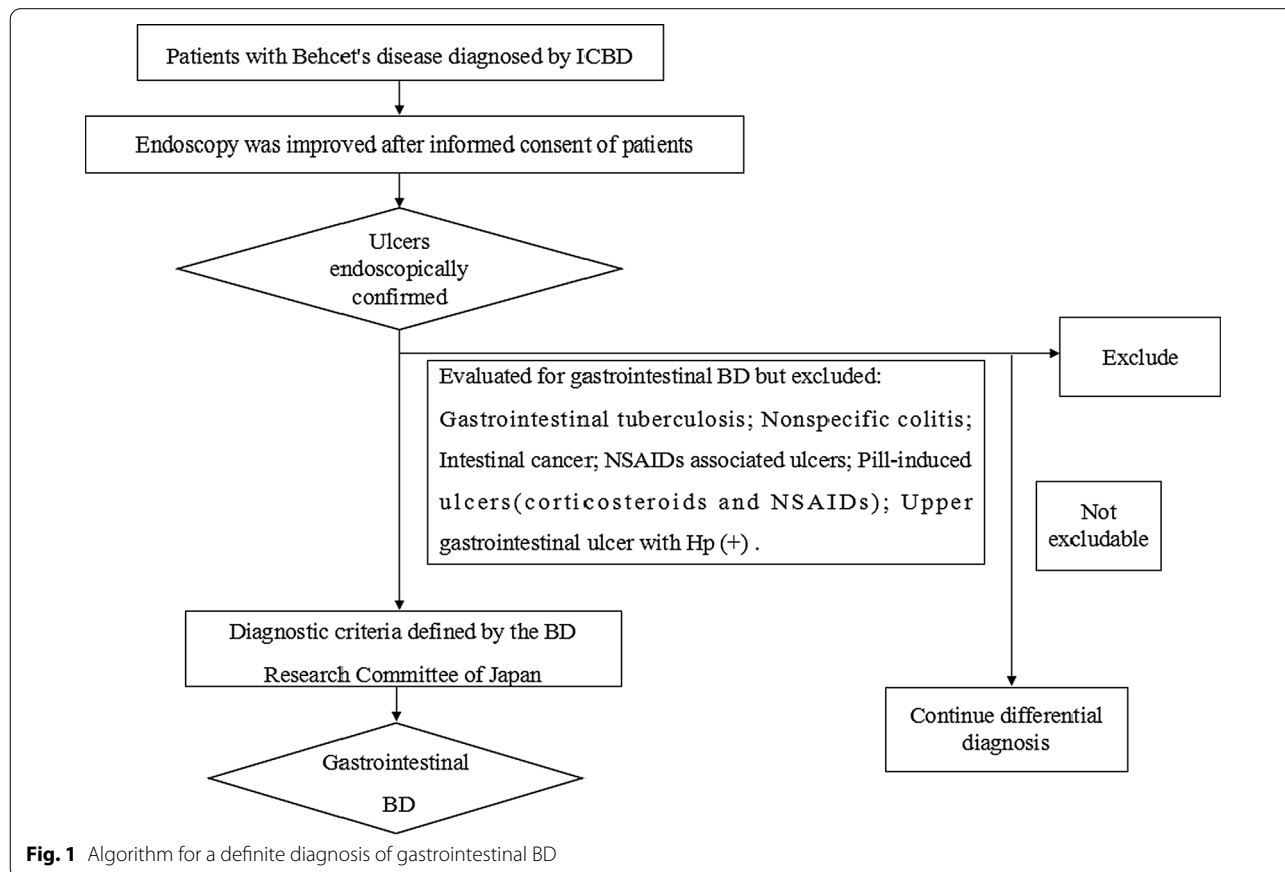 Patients with Behcet's disease diagnosed by ICBD
Endoscopy was improved after informed consent of patients
Ulcers
endoscopically
confirmed
Exclude
Evaluated for gastrointestinal BD but excluded:
Gastrointestinal tuberculosis; Nonspecific colitis;
Intestinal cancer; NSAIDs associated ulcers; Pill-induced
ulcers(corticosteroids and NSAIDs); Upper
gastrointestinal ulcer with Hp (+) .
Not
excludable
Diagnostic criteria defined by the BD
Research Committee of Japan
Continue differential
diagnosis
Gastrointestinal
BD
Fig. 1 Algorithm for a definite diagnosis of gastrointestinal BD